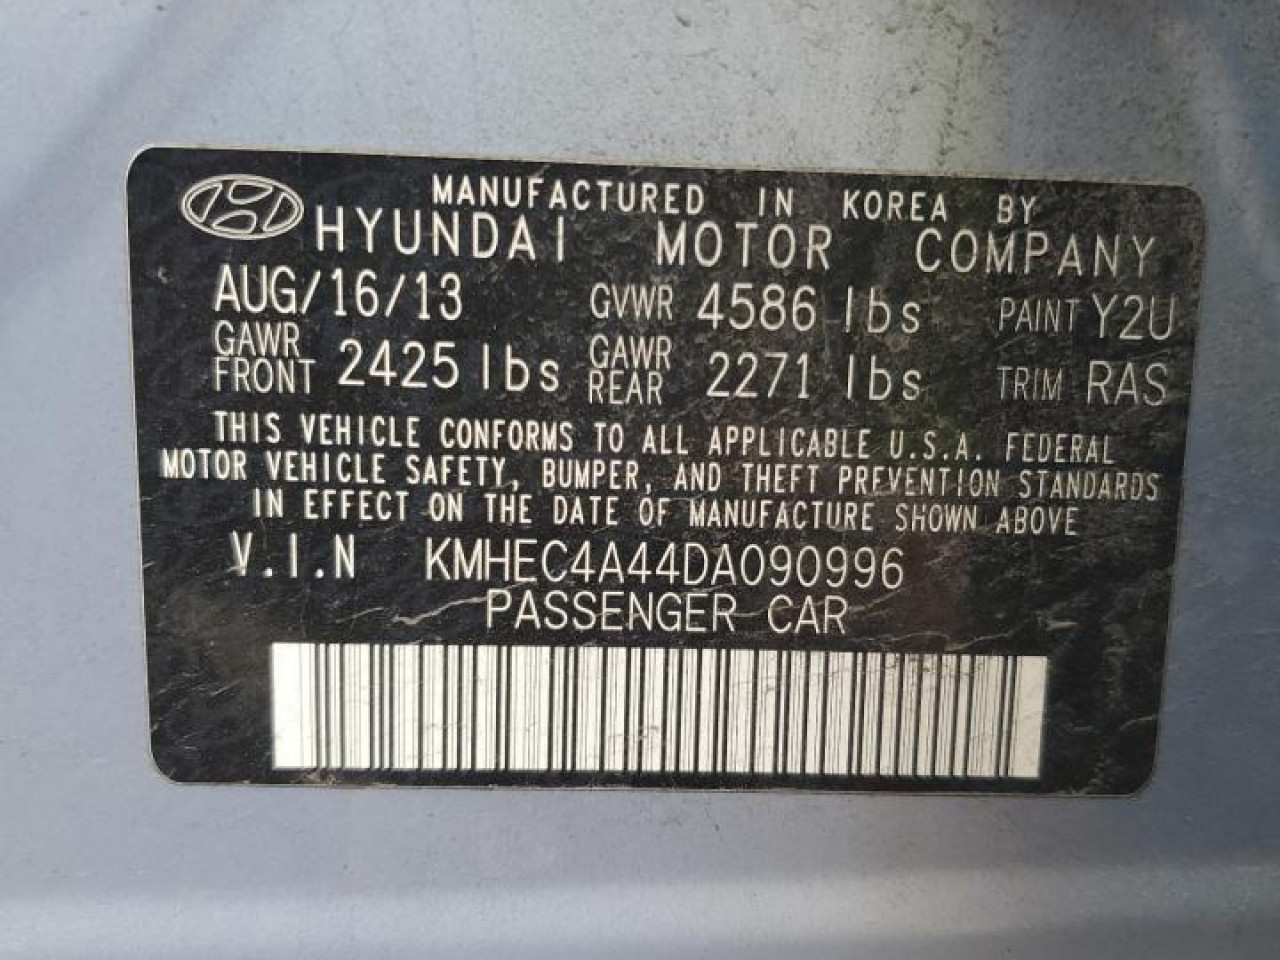 MANUFACTURED IN KOREA BY
HYUNDAI MOTOR COMPANY
AUG/16/13 GVWR 4586 lbs PAINT Y2U
GAWR FRONT 2425 lbs GAWR REAR 2271 lbs TRIM RAS
THIS VEHICLE CONFORMS TO ALL APPLICABLE U.S.A. FEDERAL
MOTOR VEHICLE SAFETY, BUMPER, AND THEFT PREVENTION STANDARDS
IN EFFECT ON THE DATE OF MANUFACTURE SHOWN ABOVE
V.I.N KMHEC4A44DA090996
PASSENGER CAR